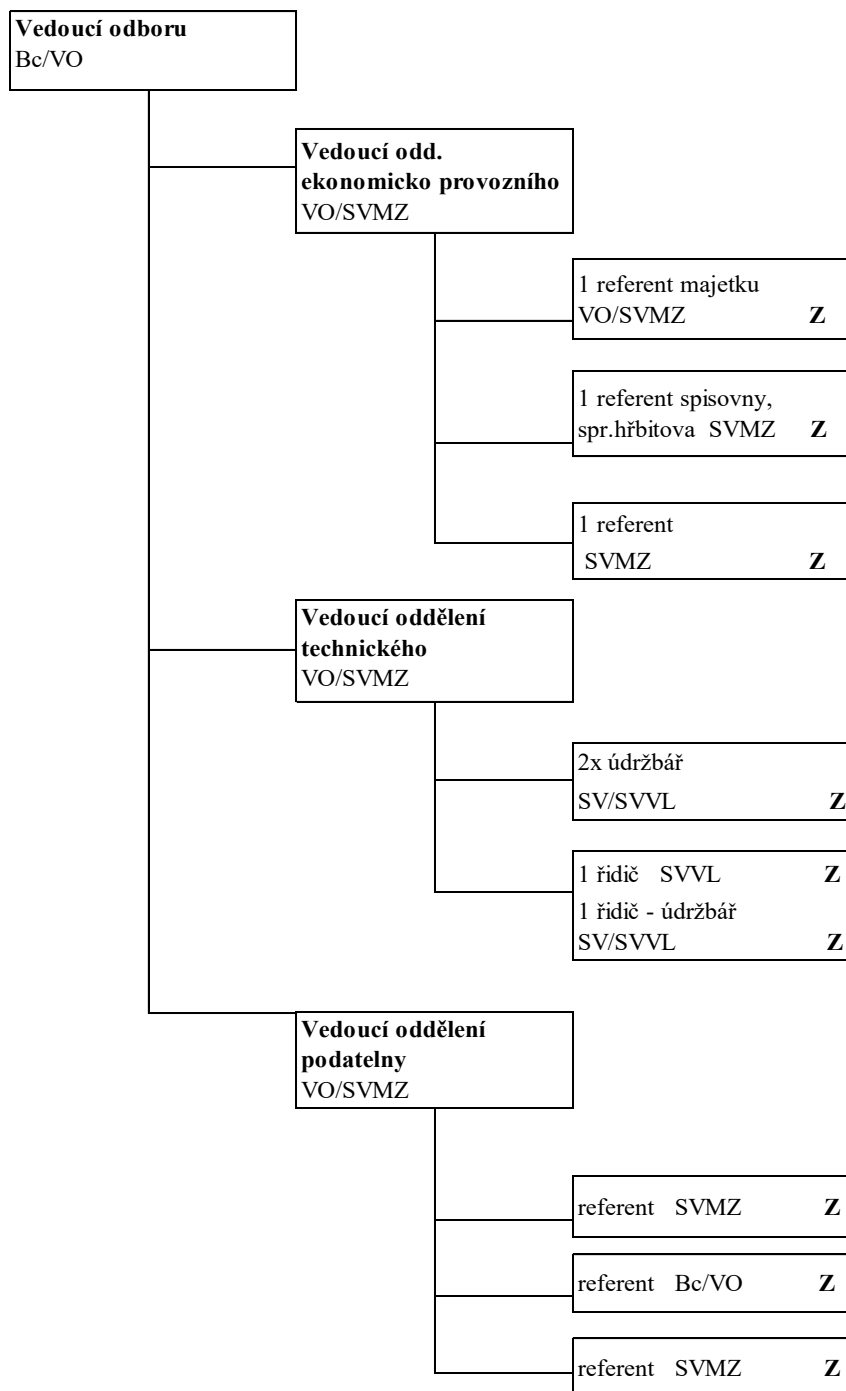 Vedoucí odboru
Bc/VO
Vedoucí odd.
ekonomicko provozního
VO/SVMZ
1 referent majetku
VO/SVMZ Z
1 referent spisovny,
spr.hřbitova SVMZ Z
1 referent
SVMZ Z
Vedoucí oddělení
technického
VO/SVMZ
2x údržbář
SV/SVVL Z
1 řidič SVVL Z
1 řidič - údržbář
SV/SVVL Z
Vedoucí oddělení
podatelny
VO/SVMZ
referent SVMZ Z
referent Bc/VO Z
referent SVMZ Z